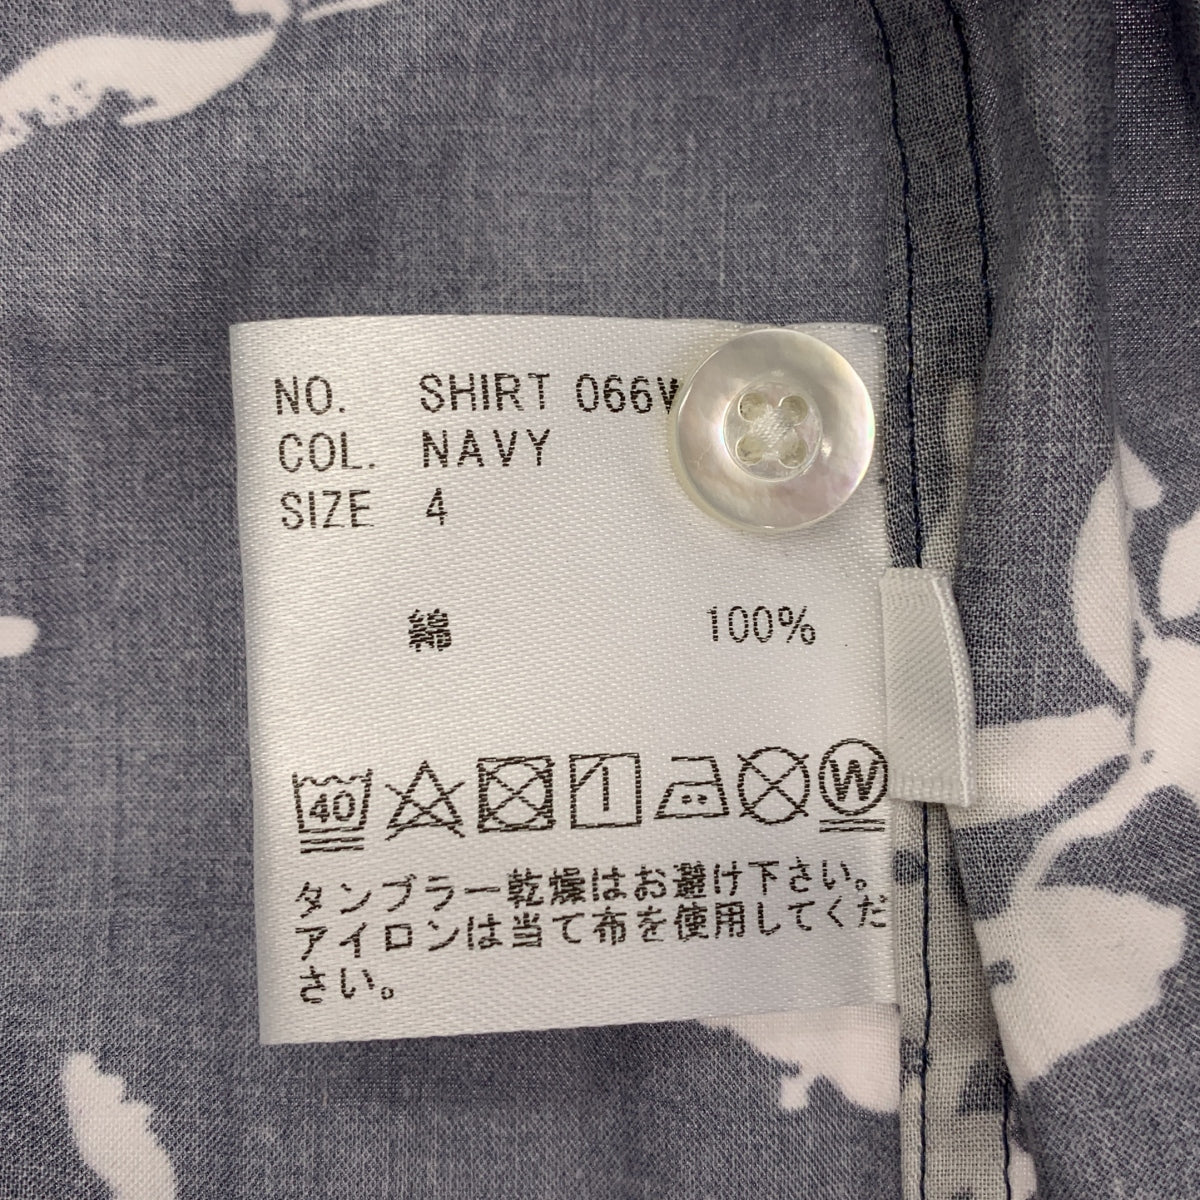 NO. SHIRT 066W
COL. NAVY
SIZE 4
綿 100%
40 W
タンブラー乾燥はお避け下さい。
アイロンは当て布を使用してくだ
さい。